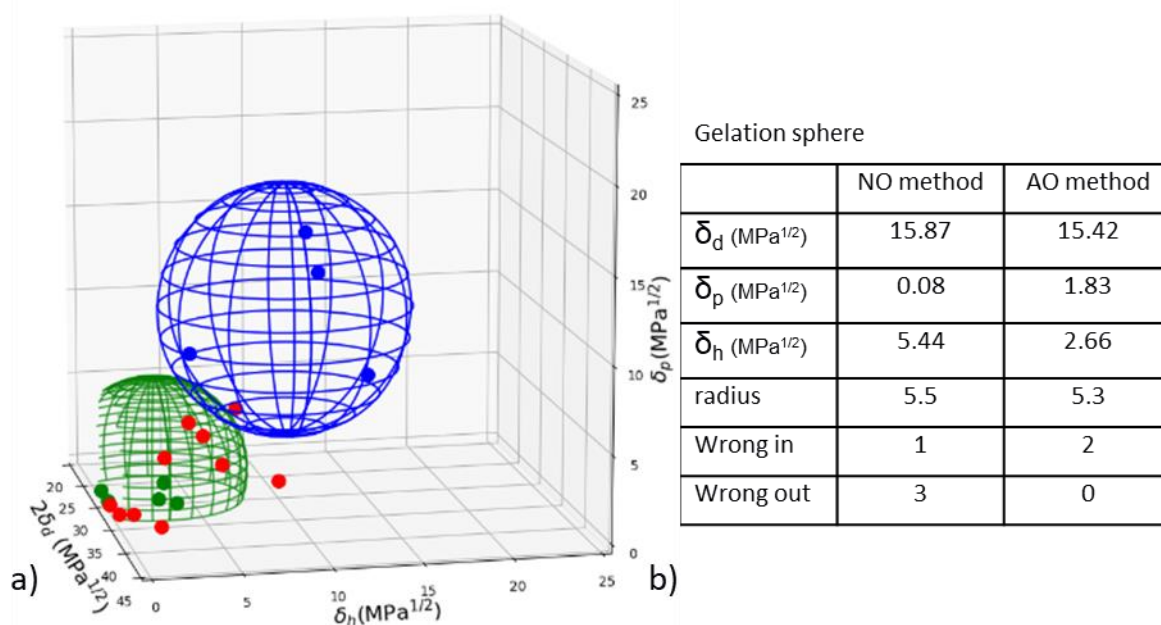 25
20
15
10
5
0
δp(MPa1/2)
20
25
30
35
40
45
2δd (MPa1/2)
0
5
10
15
20
25
δh(MPa1/2)
a)
b)
Gelation sphere
NO method AO method
δd (MPa1/2) 15.87 15.42
δp (MPa1/2) 0.08 1.83
δh (MPa1/2) 5.44 2.66
radius 5.5 5.3
Wrong in 1 2
Wrong out 3 0